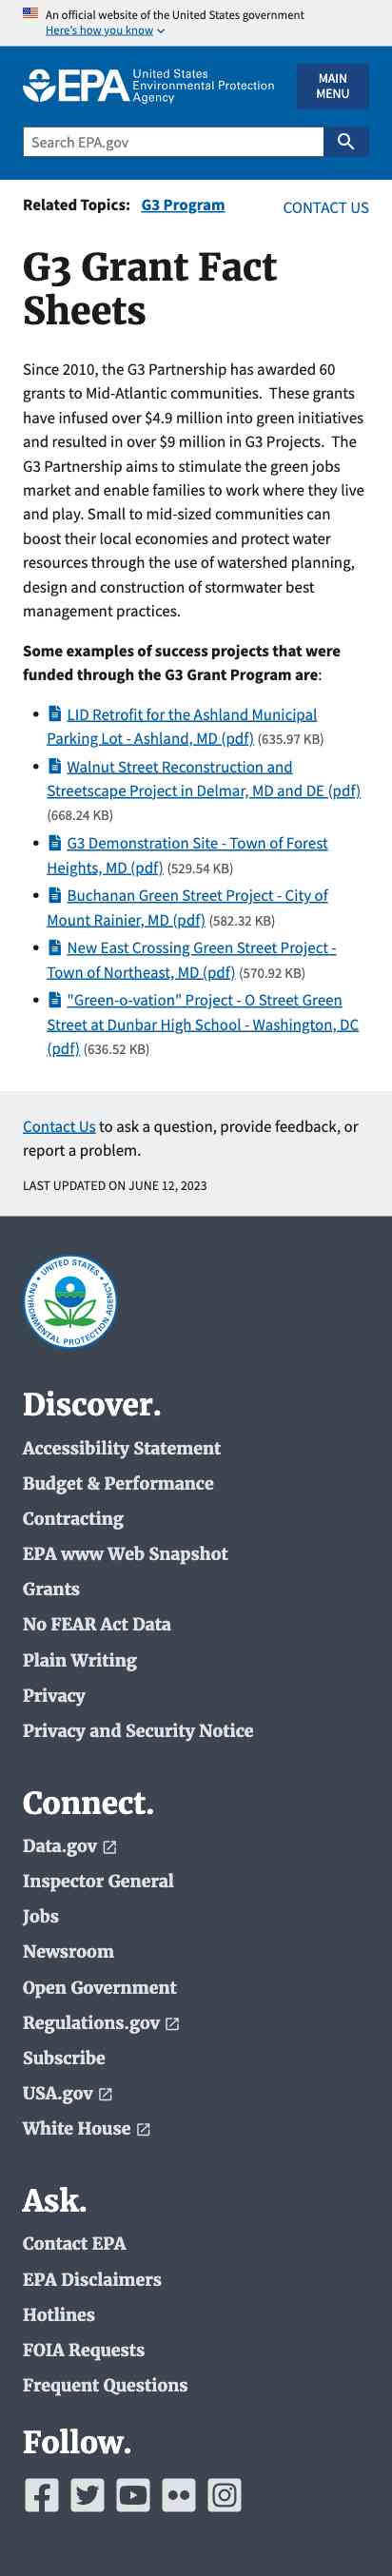 An official website of the United States government
Here's how you know
EPA United States
Environmental Protection
Agency
MAIN
MENU
Search EPA.gov
Related Topics: G3 Program
CONTACT US
G3 Grant Fact
Sheets
Since 2010, the G3 Partnership has awarded 60
grants to Mid-Atlantic communities.  These grants
have infused over $4.9 million into green initiatives
and resulted in over $9 million in G3 Projects.  The
G3 Partnership aims to stimulate the green jobs
market and enable families to work where they live
and play. Small to mid-sized communities can
boost their local economies and protect water
resources through the use of watershed planning,
design and construction of stormwater best
management practices.
Some examples of success projects that were
funded through the G3 Grant Program are:
LID Retrofit for the Ashland Municipal
Parking Lot - Ashland, MD (pdf) (635.97 KB)
Walnut Street Reconstruction and
Streetscape Project in Delmar, MD and DE (pdf)
(668.24 KB)
G3 Demonstration Site - Town of Forest
Heights, MD (pdf) (529.54 KB)
Buchanan Green Street Project - City of
Mount Rainier, MD (pdf) (582.32 KB)
New East Crossing Green Street Project -
Town of Northeast, MD (pdf) (570.92 KB)
"Green-o-vation" Project - O Street Green
Street at Dunbar High School - Washington, DC
(pdf) (636.52 KB)
Contact Us to ask a question, provide feedback, or
report a problem.
LAST UPDATED ON JUNE 12, 2023
UNITED STATES
ENVIRONMENTAL PROTECTION AGENCY
Discover.
Accessibility Statement
Budget & Performance
Contracting
EPA www Web Snapshot
Grants
No FEAR Act Data
Plain Writing
Privacy
Privacy and Security Notice
Connect.
Data.gov
Inspector General
Jobs
Newsroom
Open Government
Regulations.gov
Subscribe
USA.gov
White House
Ask.
Contact EPA
EPA Disclaimers
Hotlines
FOIA Requests
Frequent Questions
Follow.